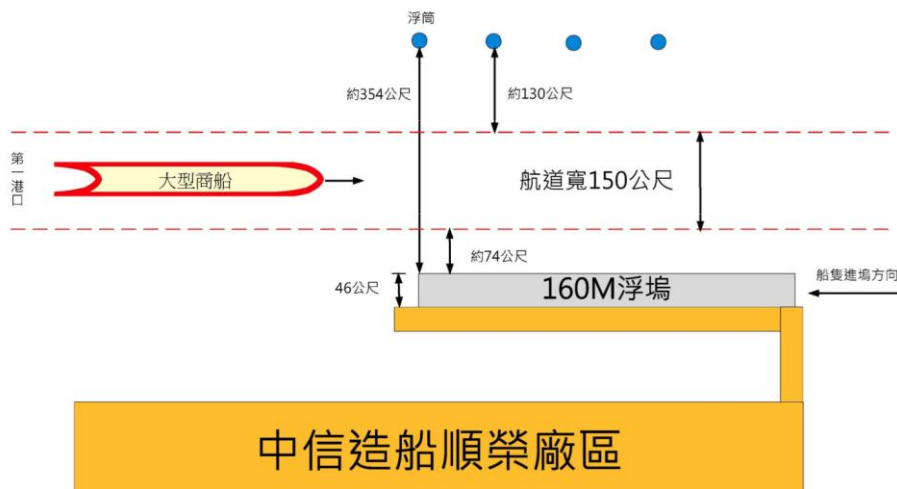 浮筒
約354公尺
約130公尺
第一港口
大型商船
航道寬150公尺
約74公尺
46公尺
160M浮塢
船隻進塢方向
中信造船順榮廠區